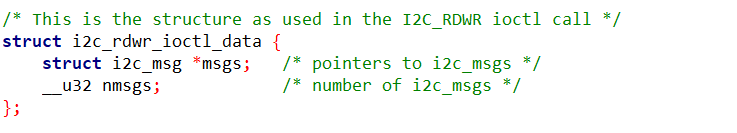 /* This is the structure as used in the I2C_RDWR ioctl call */
struct i2c_rdwr_ioctl_data {
    struct i2c_msg *msgs;   /* pointers to i2c_msgs */
    __u32 nmsgs;            /* number of i2c_msgs */
};